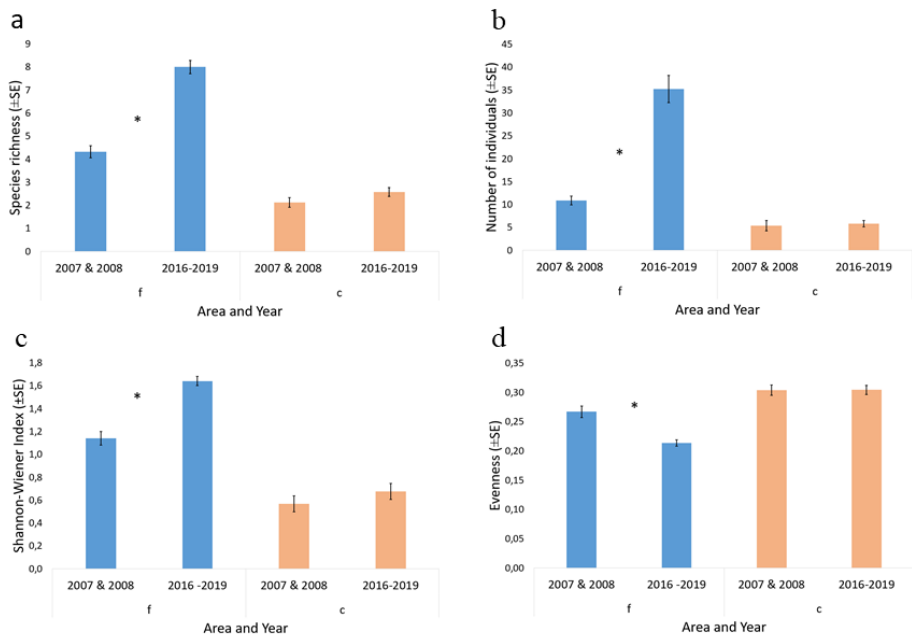 a
Species richness (±SE)
9
8
7
6
5
4
3
2
1
0
*
2007 & 2008 2016-2019 2007 & 2008 2016-2019
f c
Area and Year
b
Number of individuals (±SE)
45
40
35
30
25
20
15
10
5
0
*
2007 & 2008 2016-2019 2007 & 2008 2016-2019
f c
Area and Year
c
Shannon-Wiener Index (±SE)
1,8
1,6
1,4
1,2
1,0
0,8
0,6
0,4
0,2
0,0
*
2007 & 2008 2016 -2019 2007 & 2008 2016-2019
f c
Area and Year
d
Evenness (±SE)
0,35
0,30
0,25
0,20
0,15
0,10
0,05
0,00
*
2007 & 2008 2016 -2019 2007 & 2008 2016-2019
f c
Area and Year